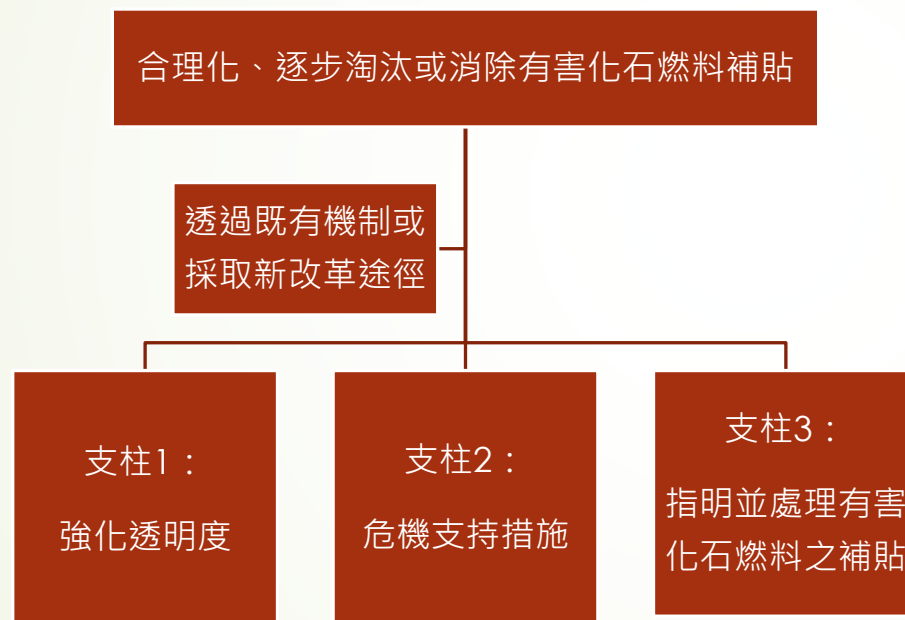 合理化、逐步淘汰或消除有害化石燃料補貼
透過既有機制或
採取新改革途徑
支柱1：
強化透明度
支柱2：
危機支持措施
支柱3：
指明並處理有害
化石燃料之補貼